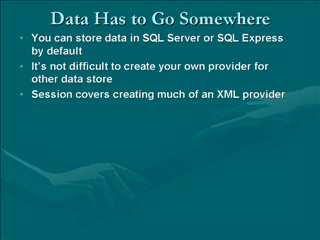 Data Has to Go Somewhere
• You can store data in SQL Server or SQL Express
by default
• It's not difficult to create your own provider for
other data store
• Session covers creating much of an XML provider